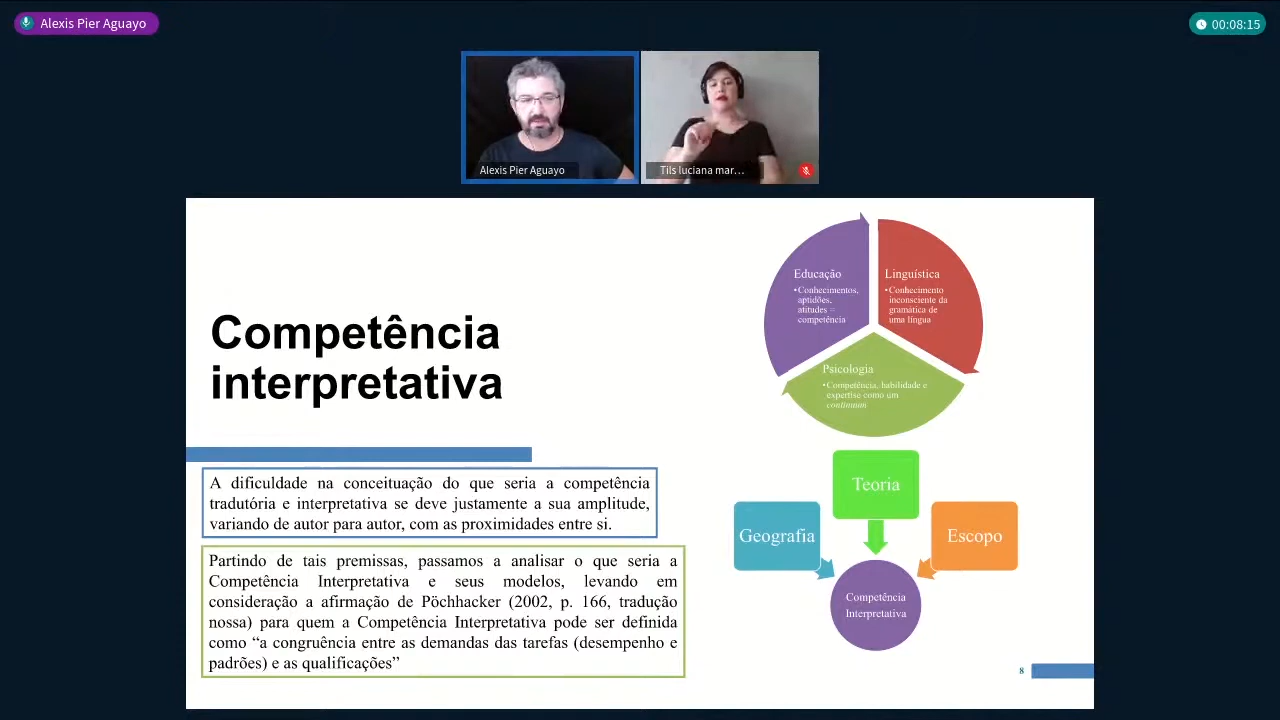 Alexis Pier Aguayo
00:08:15
Alexis Pier Aguayo
Tils luciana mar…
Competência
interpretativa
A dificuldade na conceituação do que seria a competência
tradutória e interpretativa se deve justamente a sua amplitude,
variando de autor para autor, com as proximidades entre si.
Partindo de tais premissas, passamos a analisar o que seria a
Competência Interpretativa e seus modelos, levando em
consideração a afirmação de Pöchhacker (2002, p. 166, tradução
nossa) para quem a Competência Interpretativa pode ser definida
como “a congruência entre as demandas das tarefas (desempenho e
padrões) e as qualificações”
Educação
•Conhecimentos,
aptidões,
atitudes =
competência
Linguística
•Conhecimento
inconsciente da
gramática de
uma língua
Psicologia
•Competência, habilidade e
expertise como um
continuum
Teoria
Geografia
Escopo
Competência
Interpretativa
8